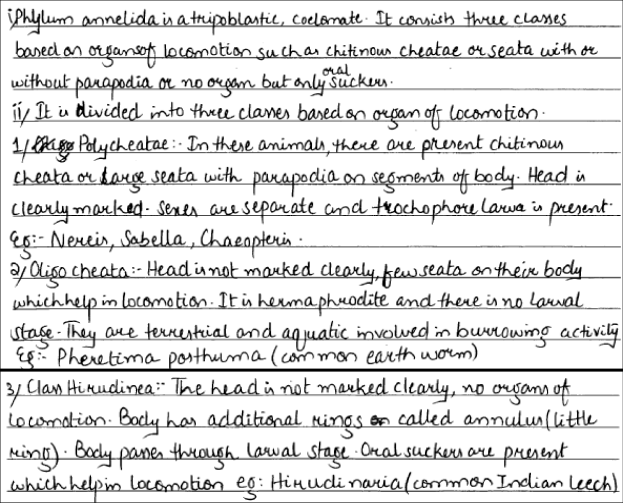 i) Phylum annelida is a tripoblastic, coelomate. It consists three classes
based on organs of locomotion such as chitinous cheatae or seata with or
without parapodia or no organ but only oral suckers.
ii) It is divided into three classes based on organ of locomotion.
1) Polycheatae:- In these animals, there are present chitinous
cheata or large seata with parapodia on segments of body. Head is
clearly marked. Sexes are separate and trochophore larva is present.
Eg:- Nereis, Sabella, Chaeopteris.
2) Oligo cheata:- Head is not marked clearly, few seata on their body
which help in locomotion. It is hermaphrodite and there is no larval
stage. They are terrestrial and aquatic involved in burrowing activity
Eg:- Pheretima posthuma (common earth worm)
3) Class Hirudinea:- The head is not marked clearly, no organs of
locomotion. Body has additional rings called annulus (little
ring). Body passes through larval stage. Oral suckers are present
which help in locomotion eg: Hirudinaria (common Indian leech)